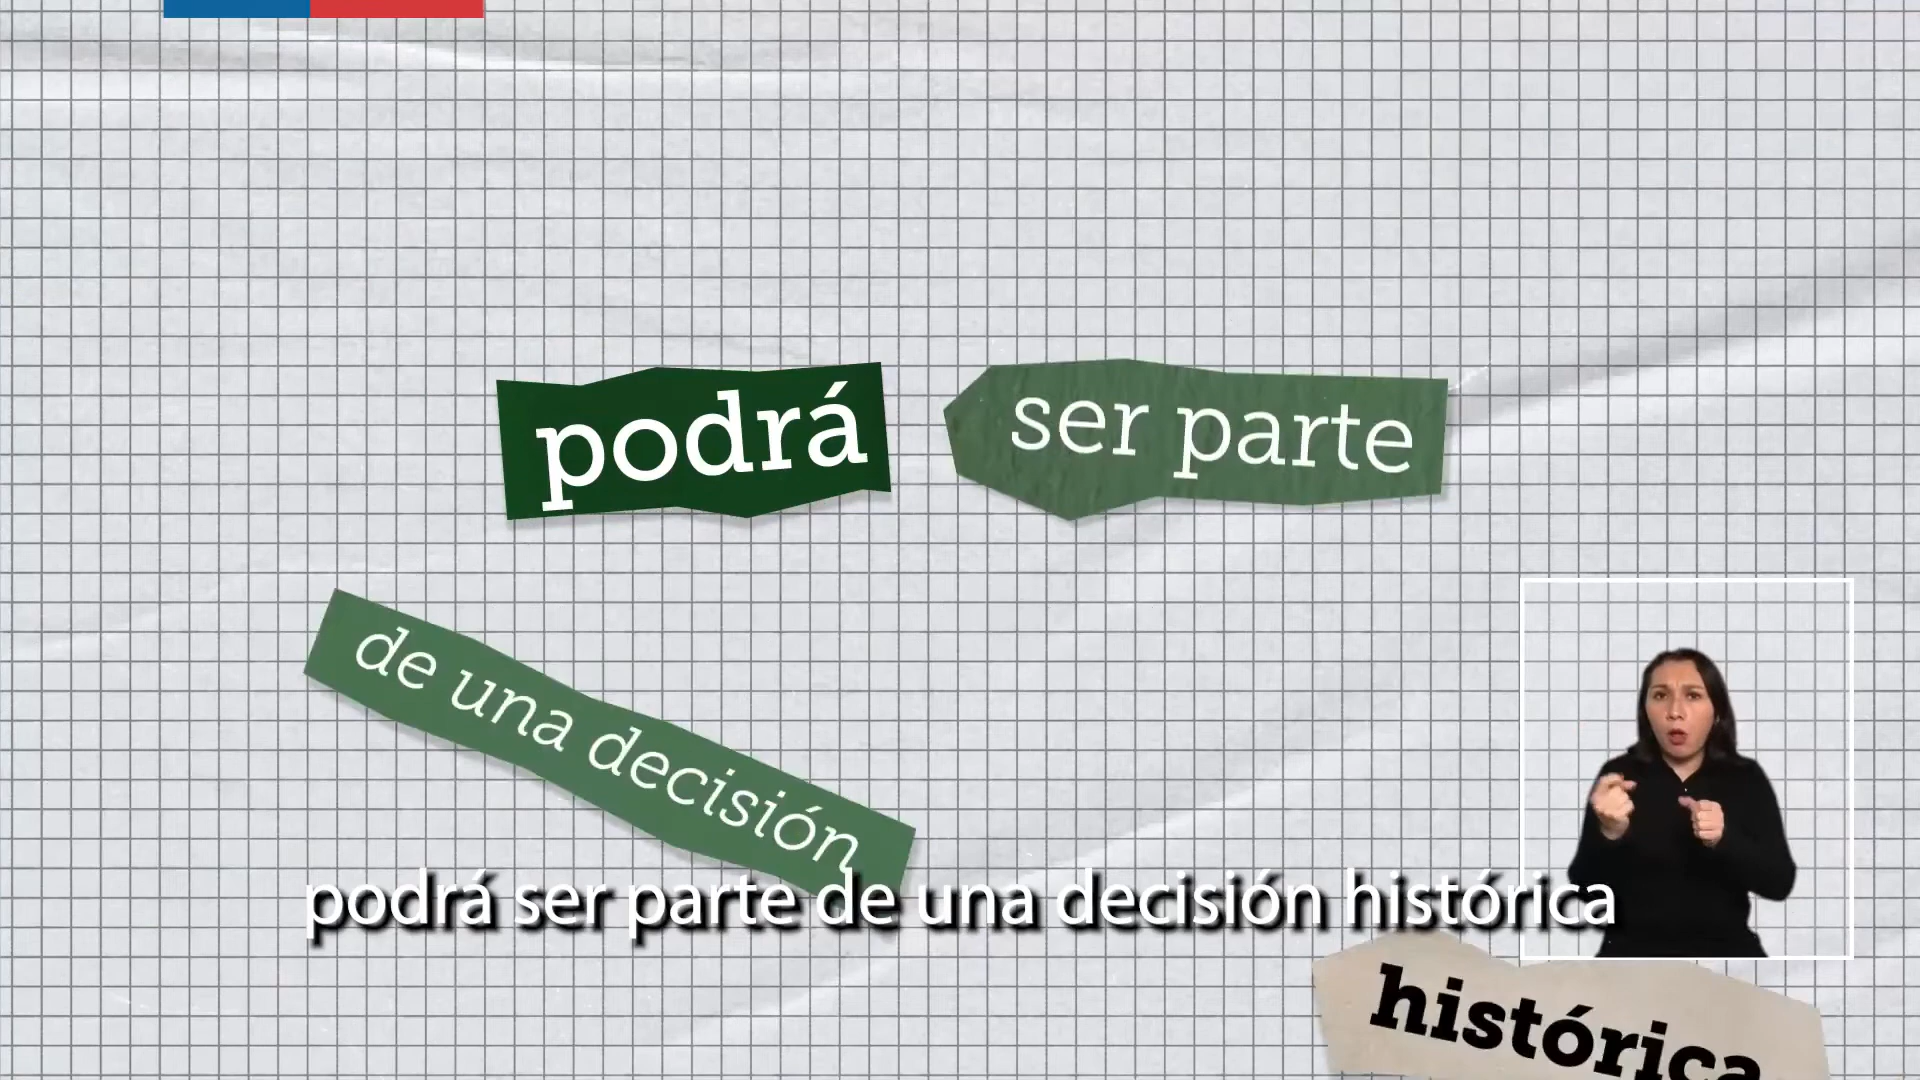 podrá
ser parte
de una decisión
podrá ser parte de una decisión histórica
histórica